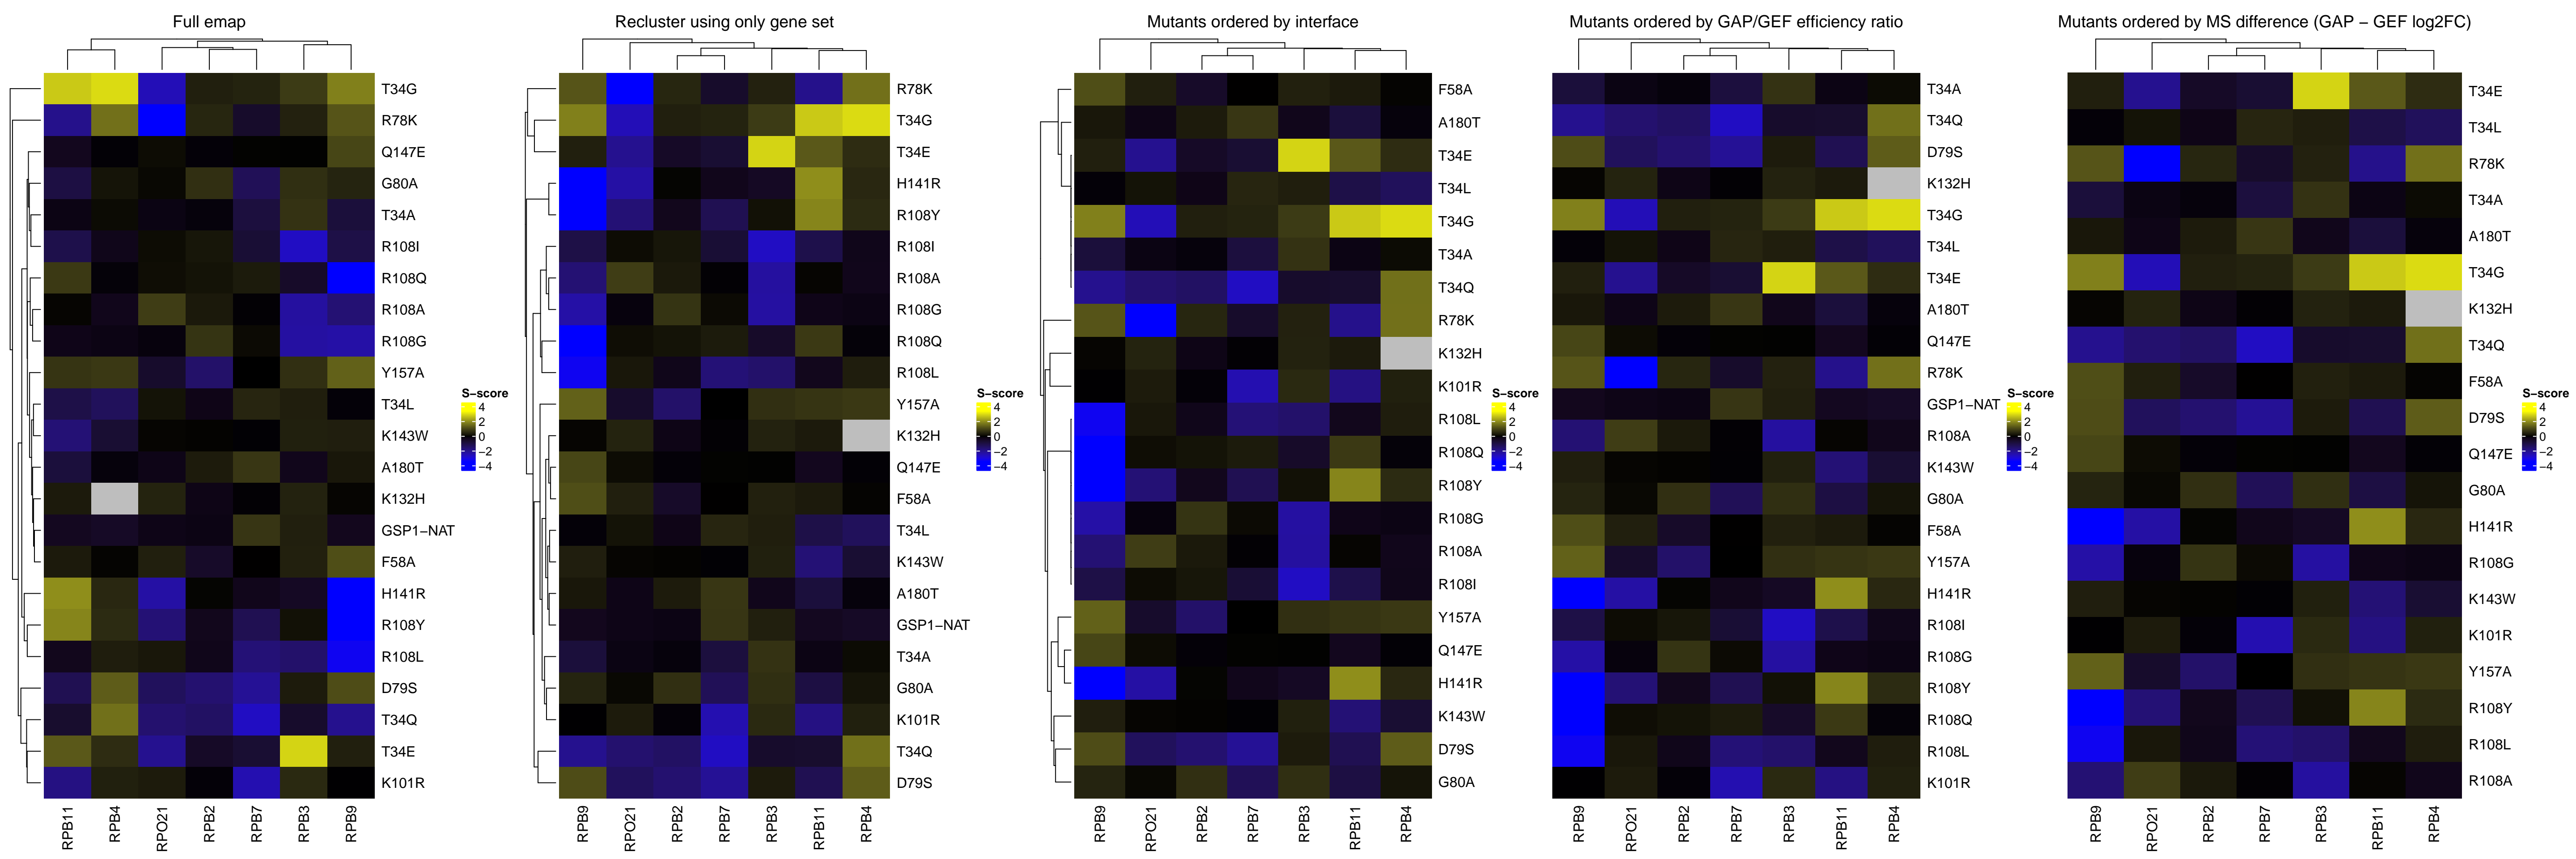 Full emap
T34G
R78K
Q147E
G80A
T34A
R108I
R108Q
R108A
R108G
Y157A
T34L
K143W
A180T
K132H
GSP1−NAT
F58A
H141R
R108Y
R108L
D79S
T34Q
T34E
K101R
RPB11
RPB4
RPO21
RPB2
RPB7
RPB3
RPB9
S−score
4
2
0
−2
−4
Recluster using only gene set
R78K
T34G
T34E
H141R
R108Y
R108I
R108A
R108G
R108Q
R108L
Y157A
K132H
Q147E
F58A
T34L
K143W
A180T
GSP1−NAT
T34A
G80A
K101R
T34Q
D79S
RPB9
RPO21
RPB2
RPB7
RPB3
RPB11
RPB4
S−score
4
2
0
−2
−4
Mutants ordered by interface
F58A
A180T
T34E
T34L
T34G
T34A
T34Q
R78K
K132H
K101R
R108L
R108Q
R108Y
R108G
R108A
R108I
Y157A
Q147E
H141R
K143W
D79S
G80A
RPB9
RPO21
RPB2
RPB7
RPB3
RPB11
RPB4
S−score
4
2
0
−2
−4
Mutants ordered by GAP/GEF efficiency ratio
T34A
T34Q
D79S
K132H
T34G
T34L
T34E
A180T
Q147E
R78K
GSP1−NAT
R108A
K143W
G80A
F58A
Y157A
H141R
R108I
R108G
R108Y
R108Q
R108L
K101R
RPB9
RPO21
RPB2
RPB7
RPB3
RPB11
RPB4
S−score
4
2
0
−2
−4
Mutants ordered by MS difference (GAP − GEF log2FC)
T34E
T34L
R78K
T34A
A180T
T34G
K132H
T34Q
F58A
D79S
Q147E
G80A
H141R
R108G
K143W
K101R
Y157A
R108Y
R108L
R108A
RPB9
RPO21
RPB2
RPB7
RPB3
RPB11
RPB4
S−score
4
2
0
−2
−4